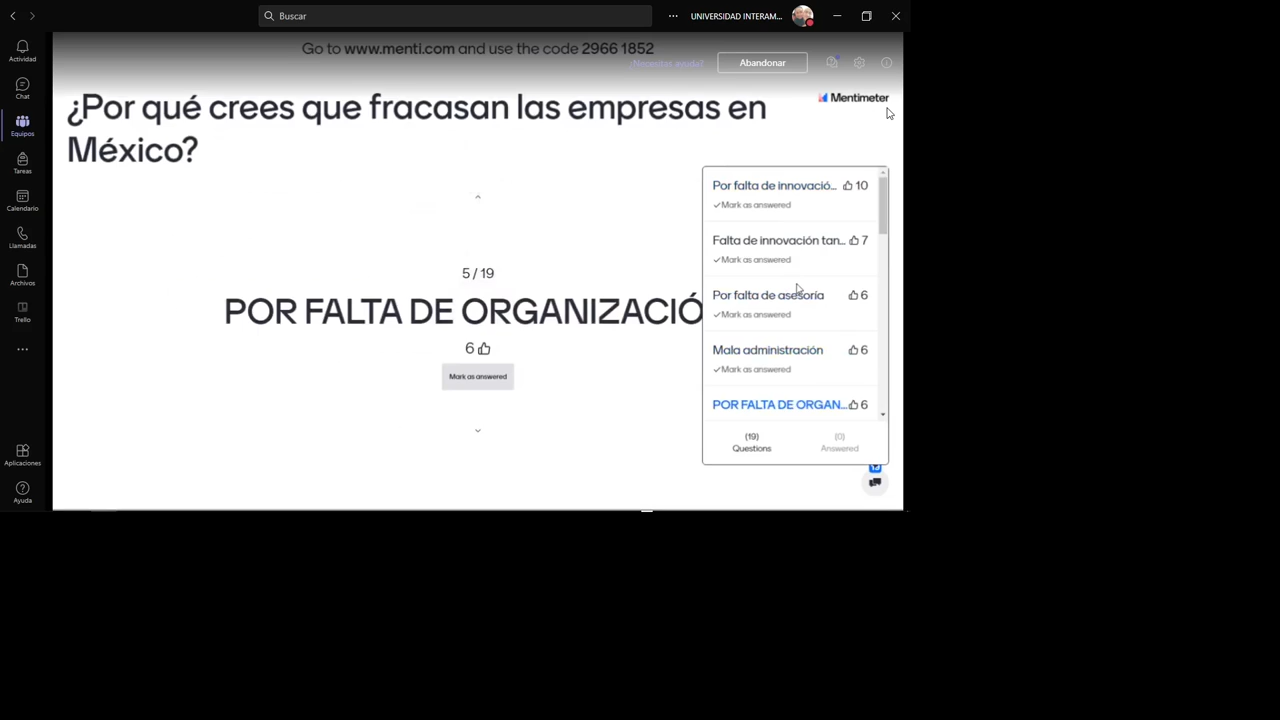 Buscar
UNIVERSIDAD INTERAM...
Actividad
Chat
Equipos
Tareas
Calendario
Llamadas
Archivos
Trello
Aplicaciones
Ayuda
Go to www.menti.com and use the code 2966 1852
¿Necesitas ayuda?
Abandonar
Mentimeter
¿Por qué crees que fracasan las empresas en
México?
5 / 19
POR FALTA DE ORGANIZACIÓ
6
Mark as answered
Por falta de innovació... 10
✓Mark as answered
Falta de innovación tan... 7
✓Mark as answered
Por falta de asesoría 6
✓Mark as answered
Mala administración 6
✓Mark as answered
POR FALTA DE ORGAN... 6
(19)
Questions
(0)
Answered